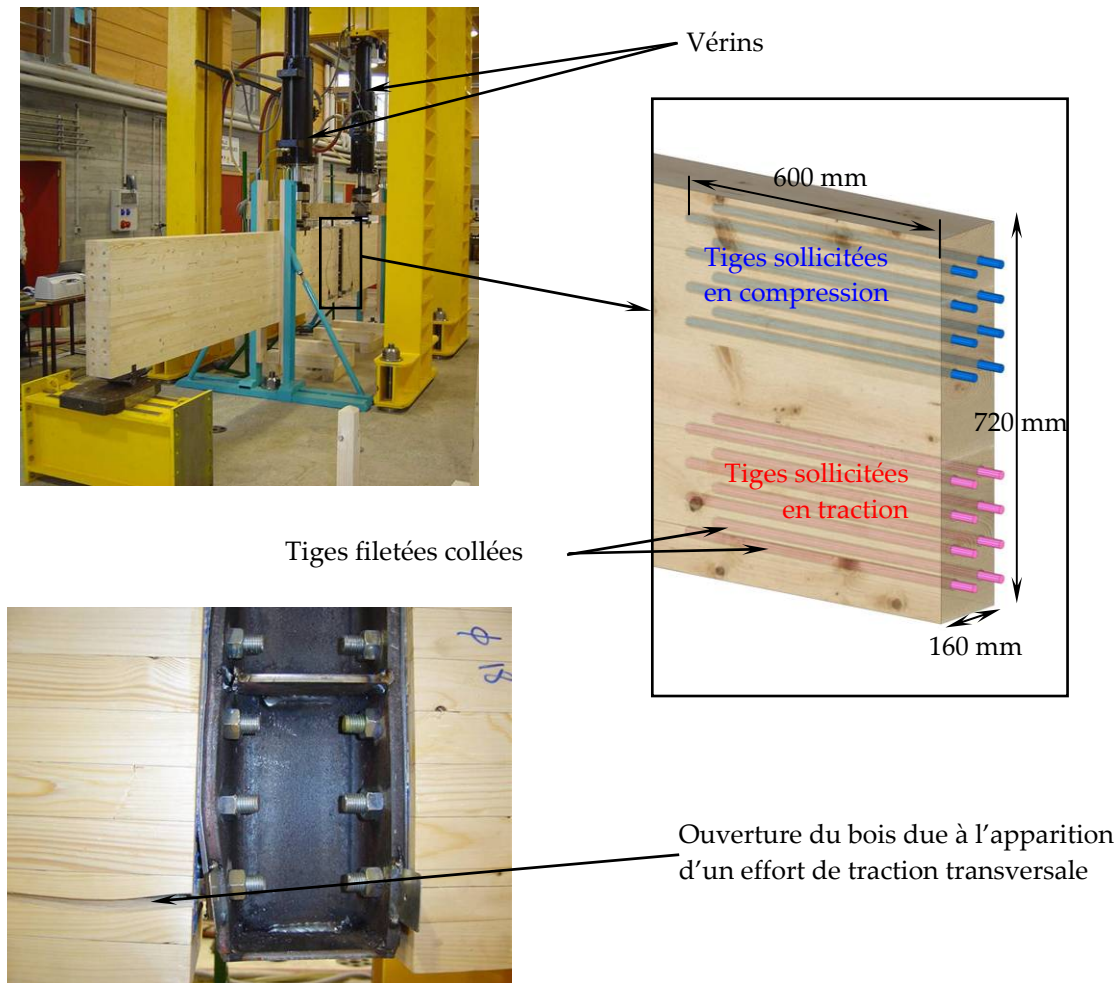 Vérins
600 mm
Tiges sollicitées
en compression
720 mm
Tiges sollicitées
en traction
Tiges filetées collées
160 mm
Ouverture du bois due à l’apparition
d’un effort de traction transversale